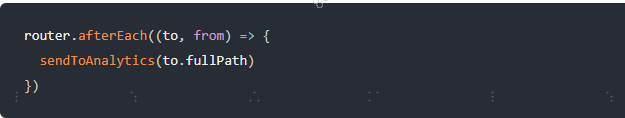 router.afterEach((to, from) => {
  sendToAnalytics(to.fullPath)
})